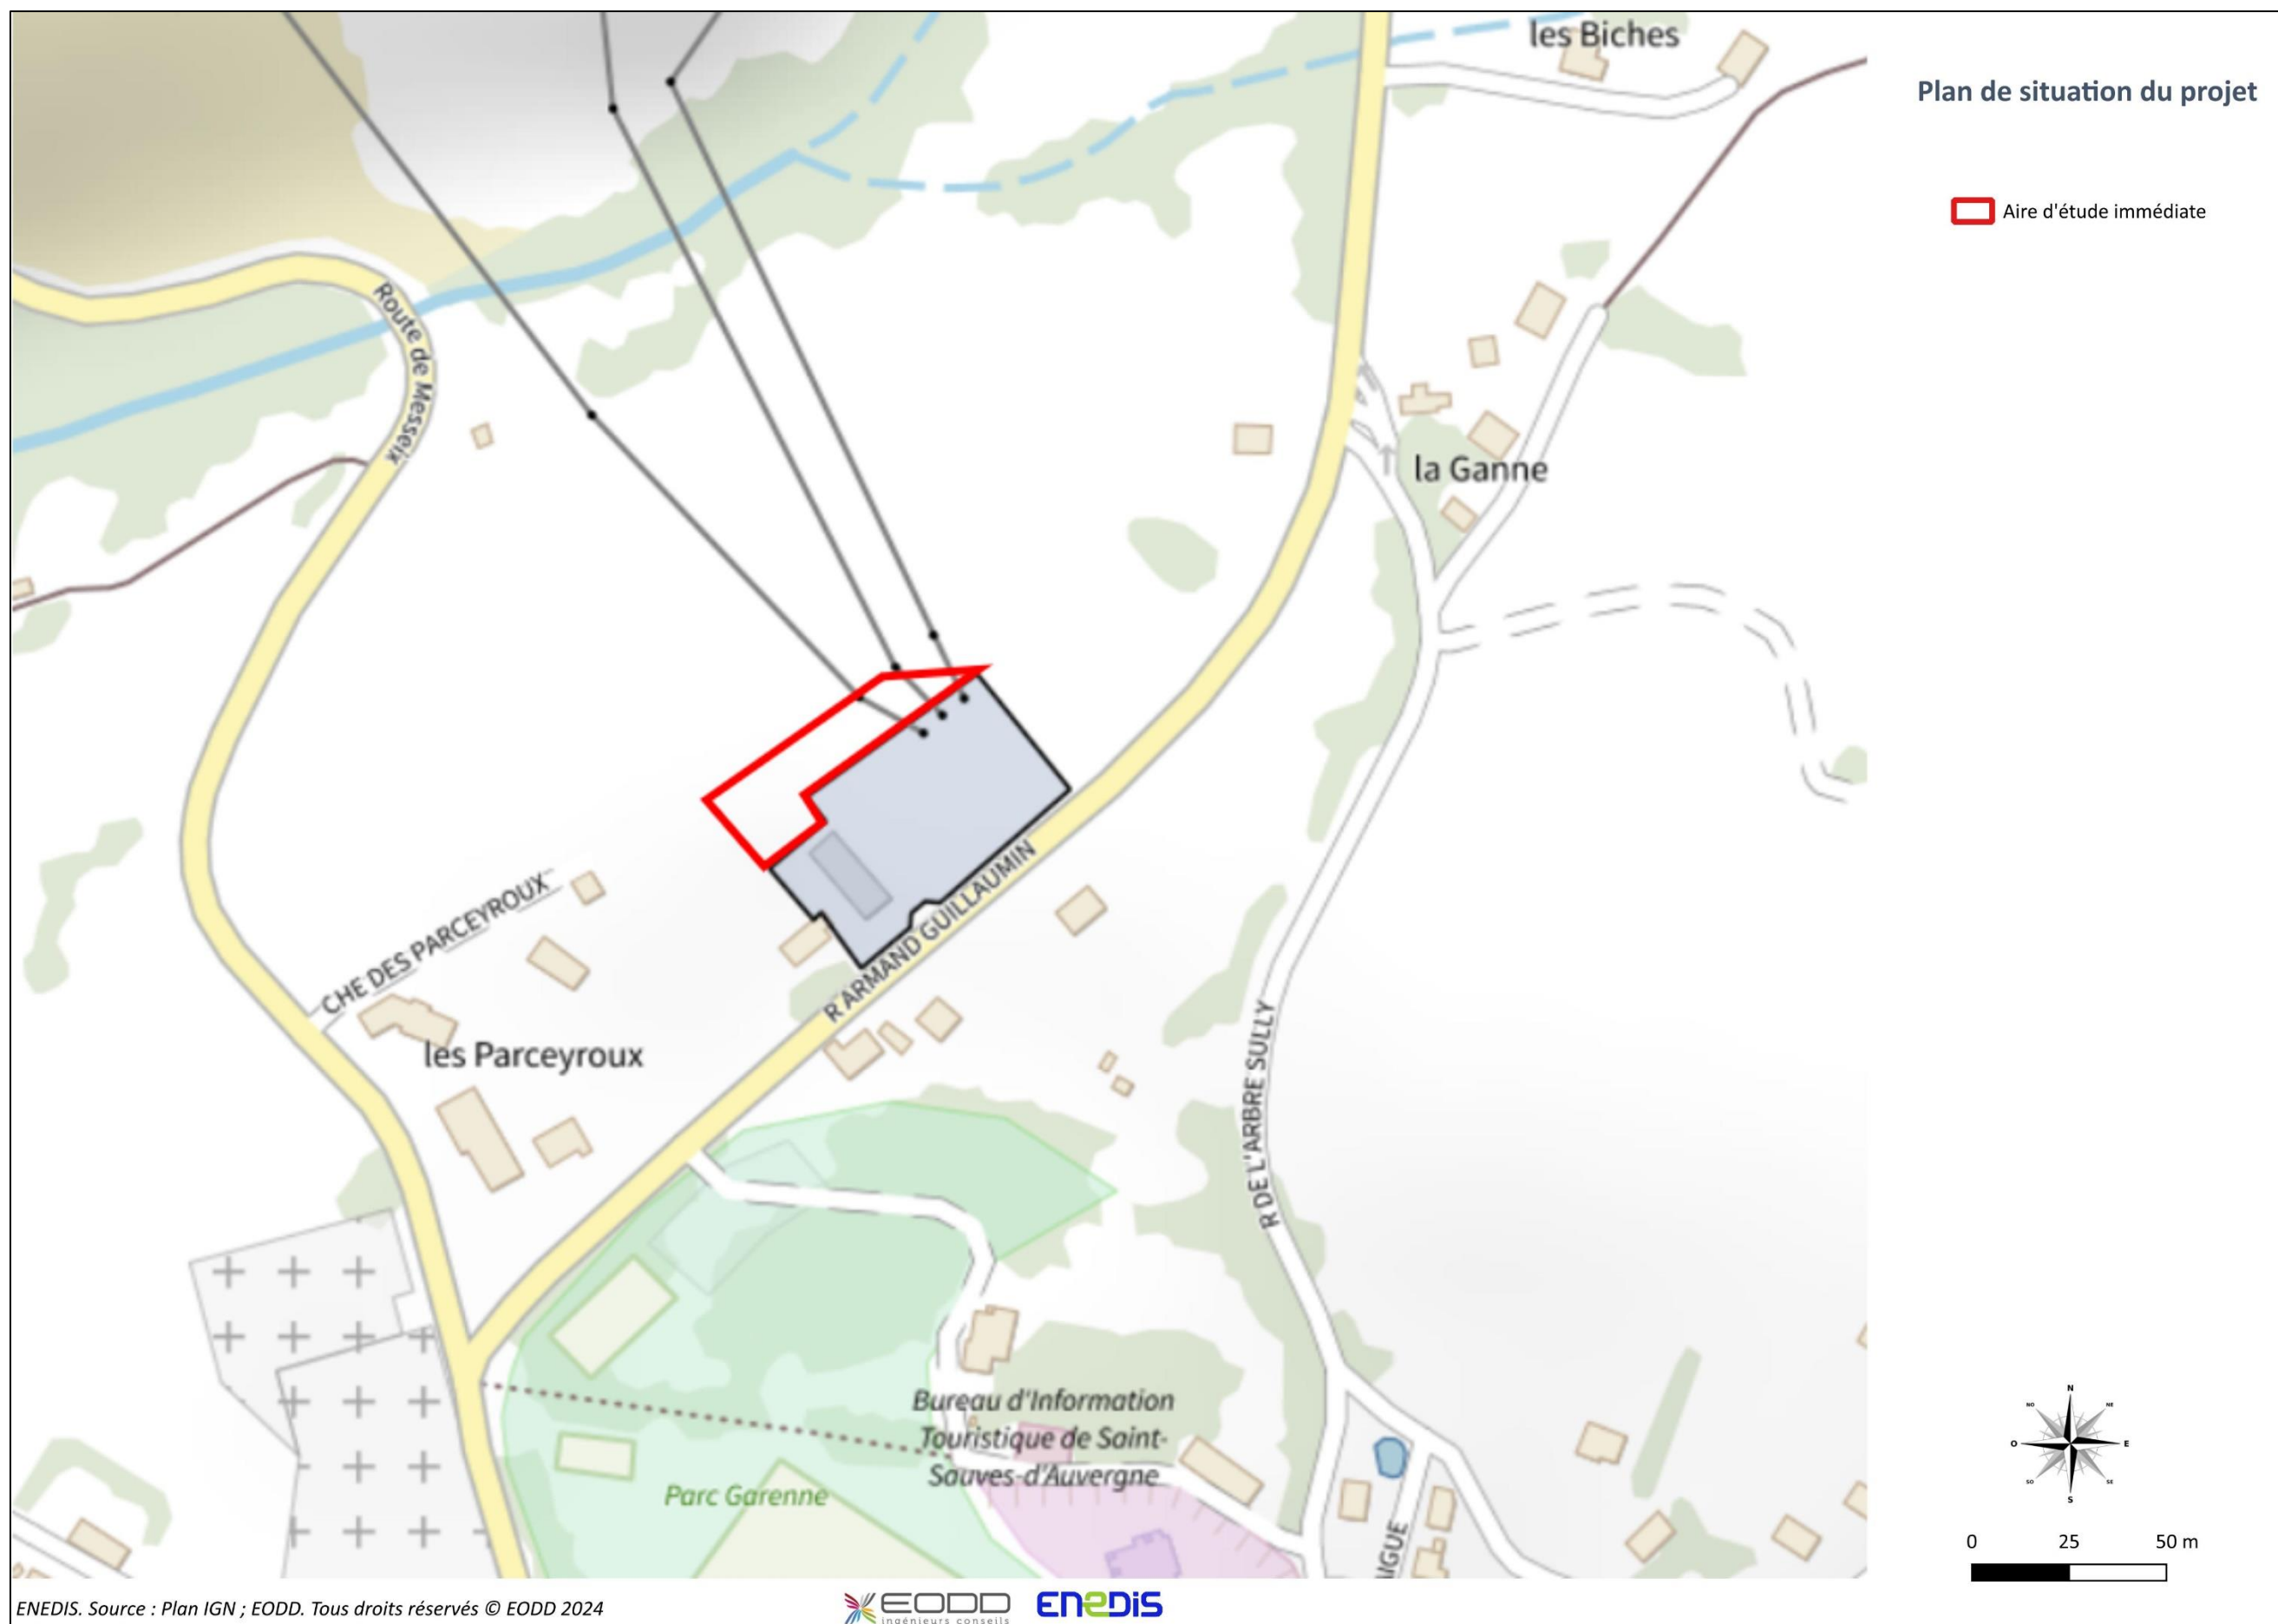 les Biches
Plan de situation du projet
Aire d'étude immédiate
Route de Messeix
la Ganne
CHE DES PARCEYROUX
R ARMAND GUILLAUMIN
les Parceyroux
R DE L'ARBRE SULLY
Bureau d'Information
Touristique de Saint-
Sauves-d'Auvergne
Parc Garenne
AIGUE
N
NO
NE
O
E
SO
SE
S
0 25 50 m
ENEDIS. Source : Plan IGN ; EODD. Tous droits réservés © EODD 2024
EODD
ingénieurs conseils
ENEDIS